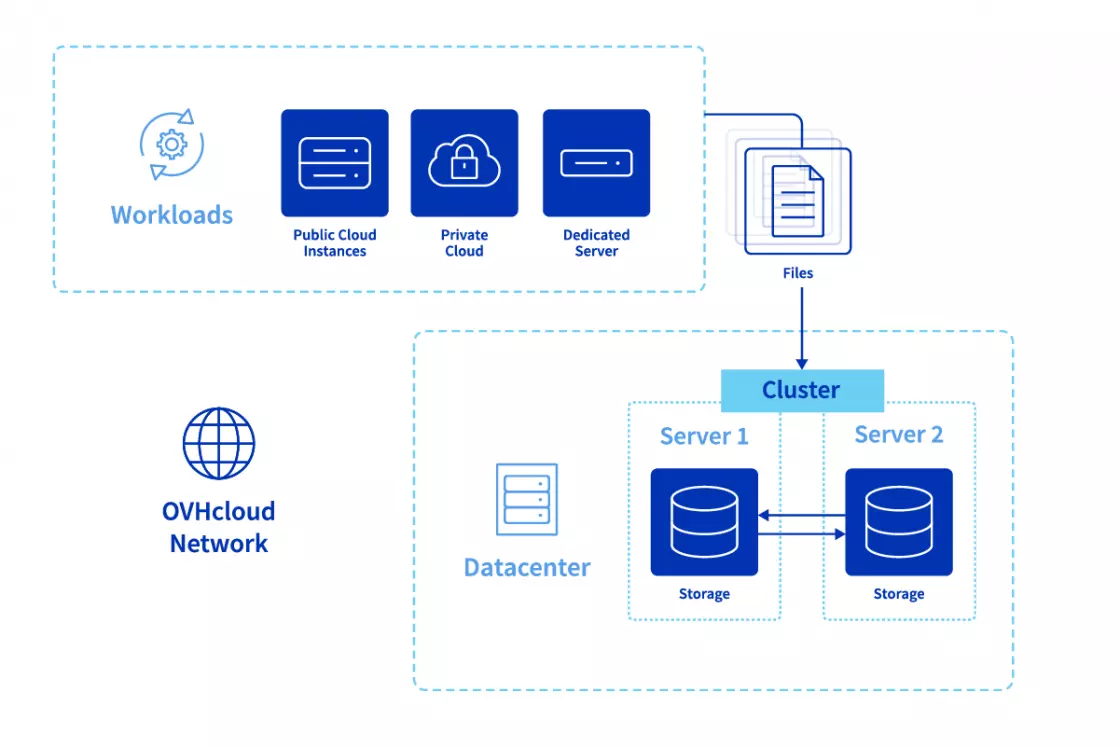 Workloads
Public Cloud
Instances
Private
Cloud
Dedicated
Server
Files
Cluster
Server 1
Server 2
OVHcloud
Network
Datacenter
Storage
Storage